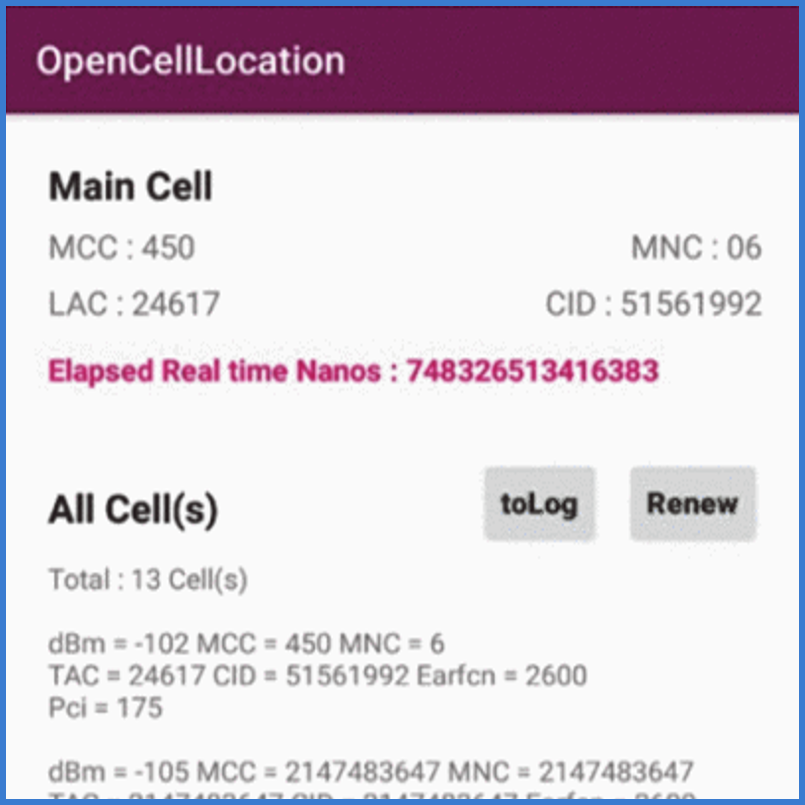 OpenCellLocation
Main Cell
MCC : 450 MNC : 06
LAC : 24617 CID : 51561992
Elapsed Real time Nanos : 748326513416383
All Cell(s) toLog Renew
Total : 13 Cell(s)
dBm = -102 MCC = 450 MNC = 6
TAC = 24617 CID = 51561992 Earfcn = 2600
Pci = 175
dBm = -105 MCC = 2147483647 MNC = 2147483647